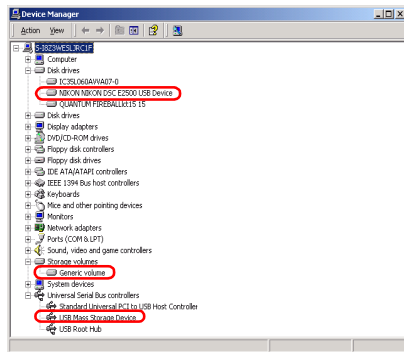 Device Manager
Action View
S-I8Z3WESLJRC1F
Computer
Disk drives
IC35L060AVVA07-0
NIKON NIKON DSC E2500 USB Device
QUANTUM FIREBALLlct15 15
Disk drives
Display adapters
DVD/CD-ROM drives
Floppy disk controllers
Floppy disk drives
IDE ATA/ATAPI controllers
IEEE 1394 Bus host controllers
Keyboards
Mice and other pointing devices
Monitors
Network adapters
Ports (COM & LPT)
Sound, video and game controllers
Storage volumes
Generic volume
System devices
Universal Serial Bus controllers
Standard Universal PCI to USB Host Controller
USB Mass Storage Device
USB Root Hub